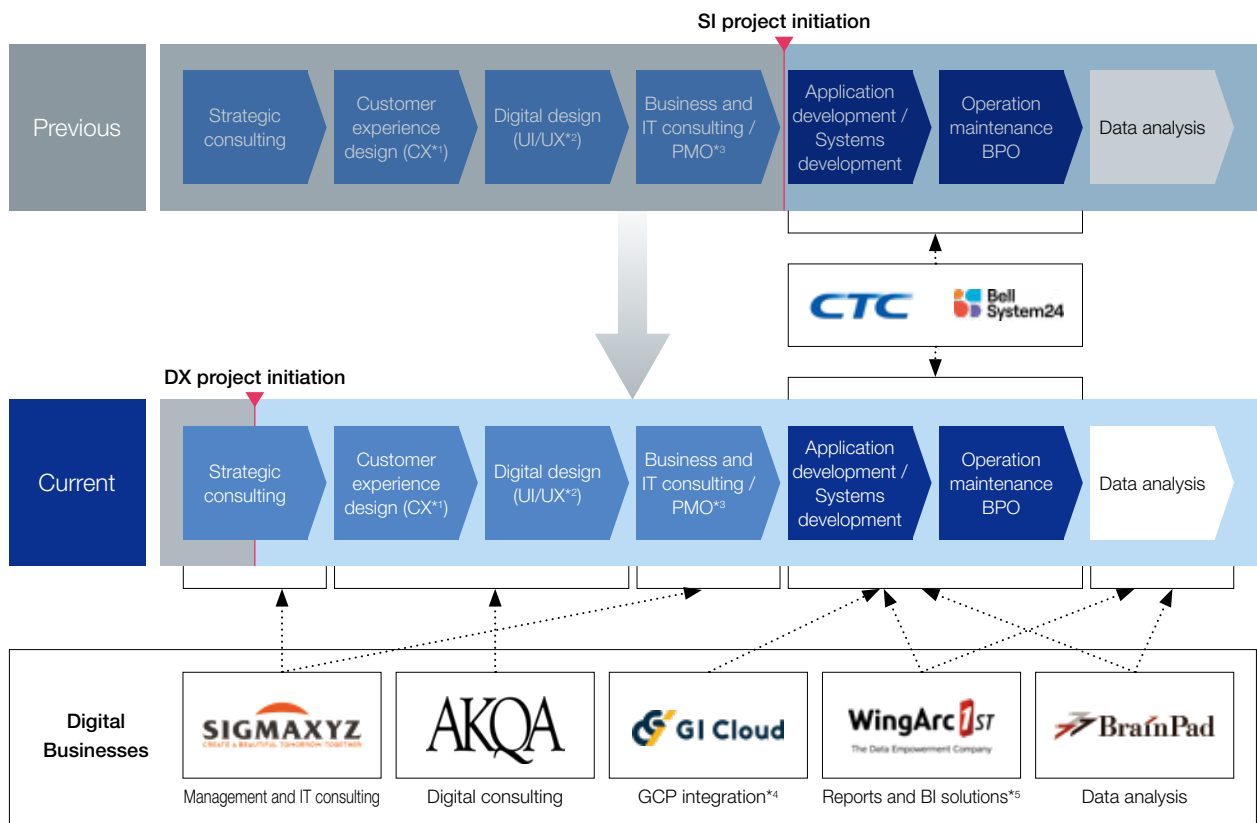 SI project initiation
Previous
Strategic
consulting
Customer
experience
design (CX*1)
Digital design
(UI/UX*2)
Business and
IT consulting /
PMO*3
Application
development /
Systems
development
Operation
maintenance
BPO
Data analysis
CTC
Bell
System24
DX project initiation
Current
Strategic
consulting
Customer
experience
design (CX*1)
Digital design
(UI/UX*2)
Business and
IT consulting /
PMO*3
Application
development /
Systems
development
Operation
maintenance
BPO
Data analysis
Digital
Businesses
SIGMAXYZ
CREATE A BEAUTIFUL TOMORROW TOGETHER
Management and IT consulting
AKQA
Digital consulting
GI Cloud
GCP integration*4
WingArc 1ST
The Data Empowerment Company
Reports and BI solutions*5
BrainPad
Data analysis